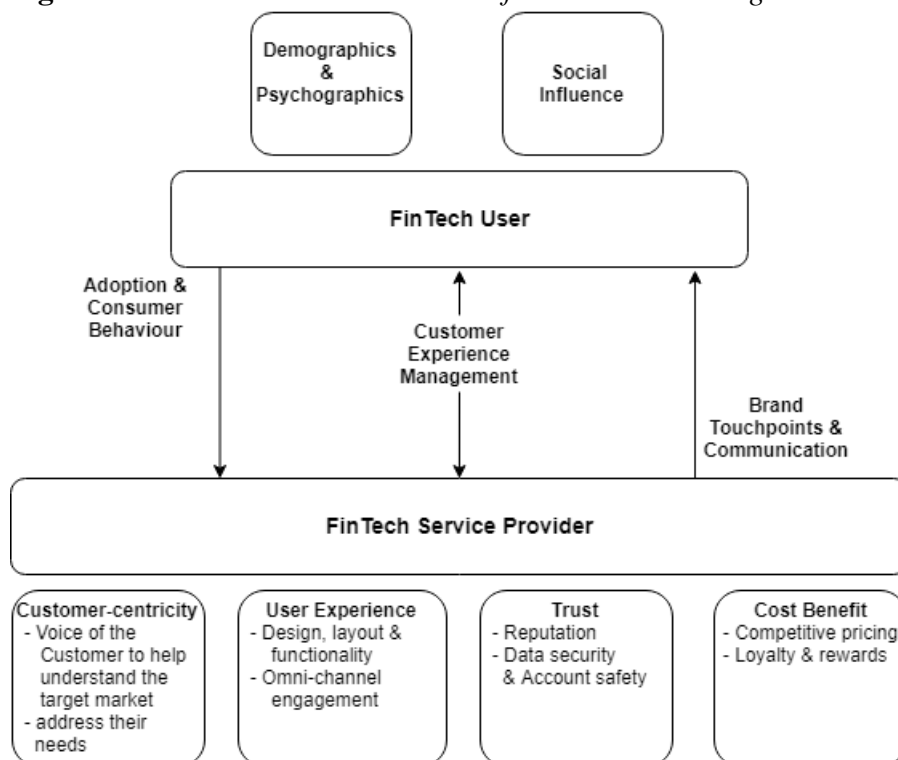 Demographics
&
Psychographics
Social
Influence
FinTech User
Adoption &
Consumer
Behaviour
Customer
Experience
Management
Brand
Touchpoints &
Communication
FinTech Service Provider
Customer-centricity
- Voice of the
Customer to help
understand the
target market
- address their
needs
User Experience
- Design, layout &
functionality
- Omni-channel
engagement
Trust
- Reputation
- Data security
& Account safety
Cost Benefit
- Competitive pricing
- Loyalty & rewards